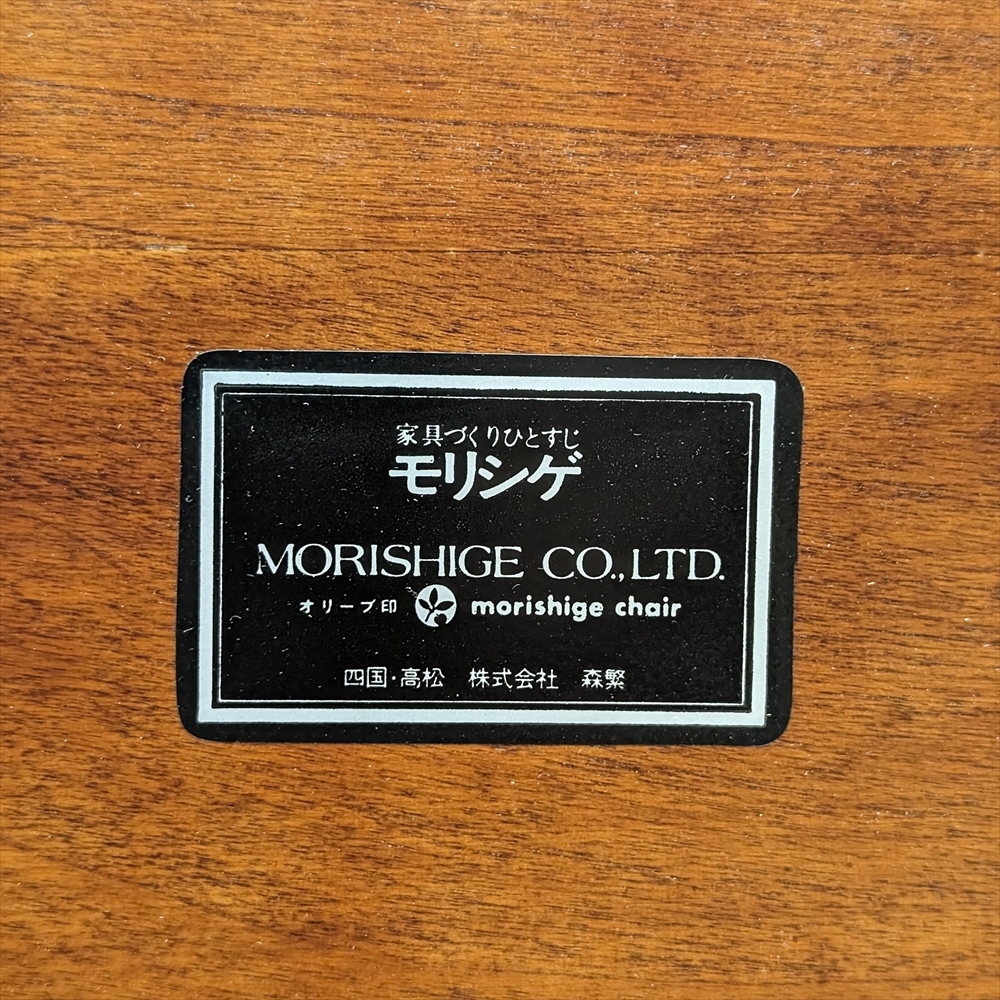 家具づくりひとすじ
モリシゲ
MORISHIGE CO.,LTD.
オリーブ印 morishige chair
四国・高松 株式会社 森繁